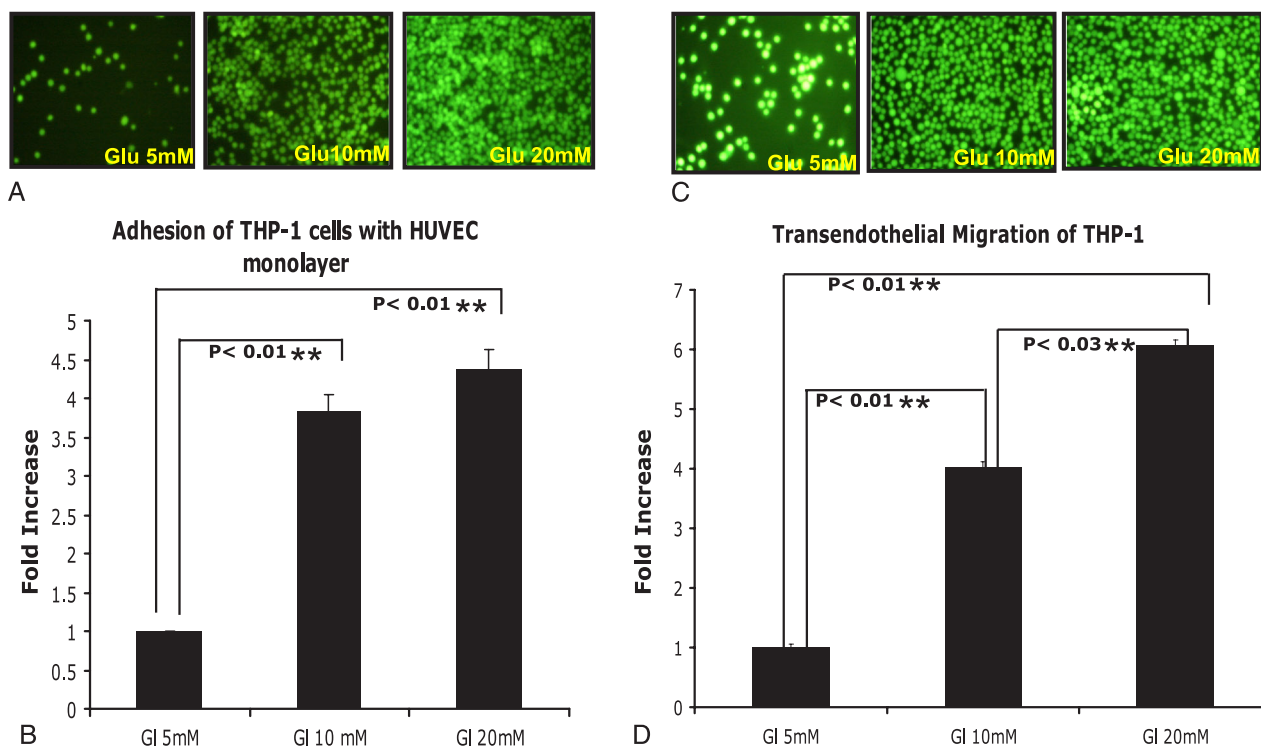 Glu 5mM
Glu10mM
Glu 20mM
A
Adhesion of THP-1 cells with HUVEC
monolayer
P< 0.01 **
P< 0.01 **
5
4.5
4
3.5
3
2.5
2
1.5
1
0.5
0
Fold Increase
Gl 5mM
Gl 10 mM
Gl 20mM
B
Glu 5mM
Glu 10mM
Glu 20mM
C
Transendothelial Migration of THP-1
P< 0.01 **
P< 0.03 **
P< 0.01 **
7
6
5
4
3
2
1
0
Fold Increase
Gl 5mM
Gl 10mM
Gl 20mM
D